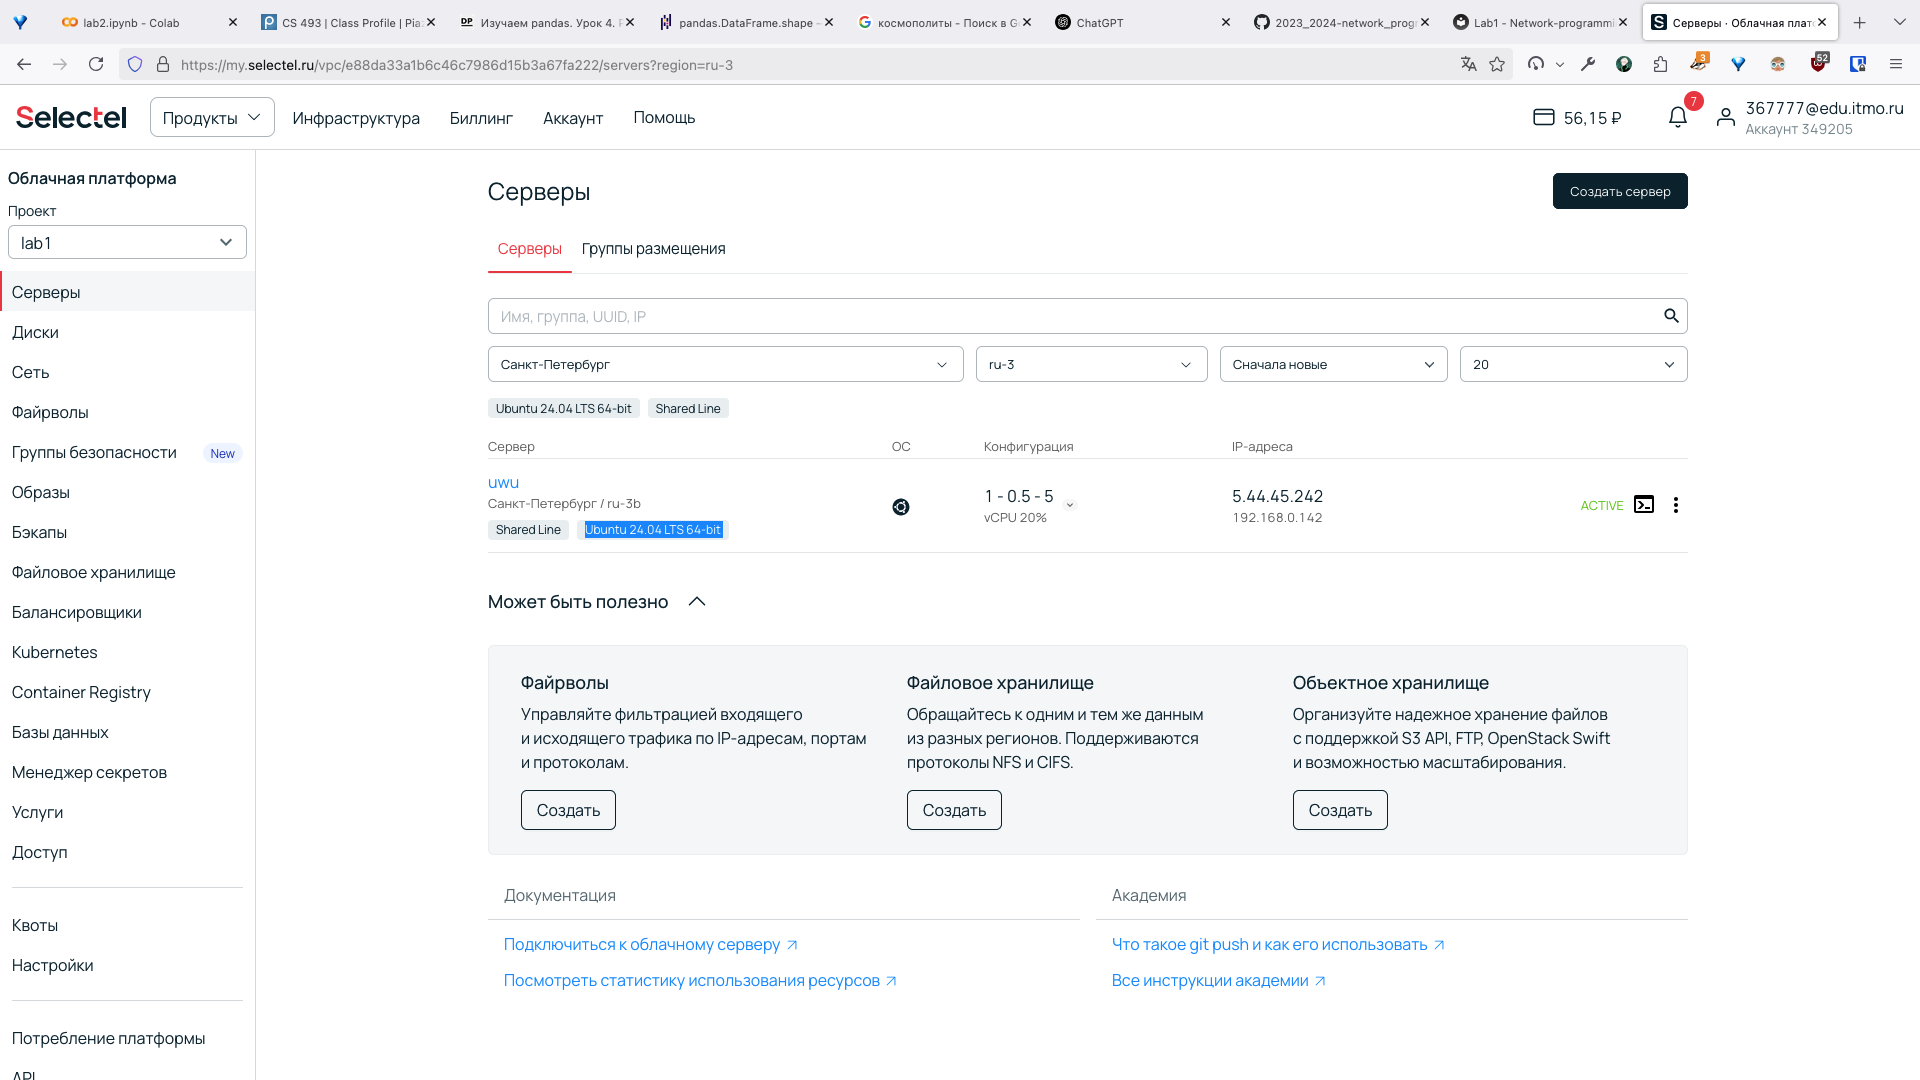 lab2.ipynb - Colab
CS 493 | Class Profile | Pia
Изучаем pandas. Урок 4.
pandas.DataFrame.shape
космополиты - Поиск в G
ChatGPT
2023_2024-network_prog
Lab1 - Network-programmi
Серверы · Облачная плат
https://my.selectel.ru/vpc/e88da33a1b6c46c7986d15b3a67fa222/servers?region=ru-3
3
52
Selectel
Продукты
Инфраструктура
Биллинг
Аккаунт
Помощь
56,15 ₽
7
367777@edu.itmo.ru
Аккаунт 349205
Облачная платформа
Проект
lab1
Серверы
Диски
Сеть
Файрволы
Группы безопасности New
Образы
Бэкапы
Файловое хранилище
Балансировщики
Kubernetes
Container Registry
Базы данных
Менеджер секретов
Услуги
Доступ
Квоты
Настройки
Потребление платформы
API
Серверы
Создать сервер
Серверы Группы размещения
Имя, группа, UUID, IP
Санкт-Петербург
ru-3
Сначала новые
20
Ubuntu 24.04 LTS 64-bit Shared Line
Сервер ОС Конфигурация IP-адреса
uwu
Санкт-Петербург / ru-3b
Shared Line Ubuntu 24.04 LTS 64-bit
1 - 0.5 - 5
vCPU 20%
5.44.45.242
192.168.0.142
ACTIVE
Может быть полезно
Файрволы
Управляйте фильтрацией входящего
и исходящего трафика по IP-адресам, портам
и протоколам.
Создать
Файловое хранилище
Обращайтесь к одним и тем же данным
из разных регионов. Поддерживаются
протоколы NFS и CIFS.
Создать
Объектное хранилище
Организуйте надежное хранение файлов
с поддержкой S3 API, FTP, OpenStack Swift
и возможностью масштабирования.
Создать
Документация
Подключиться к облачному серверу
Посмотреть статистику использования ресурсов
Академия
Что такое git push и как его использовать
Все инструкции академии